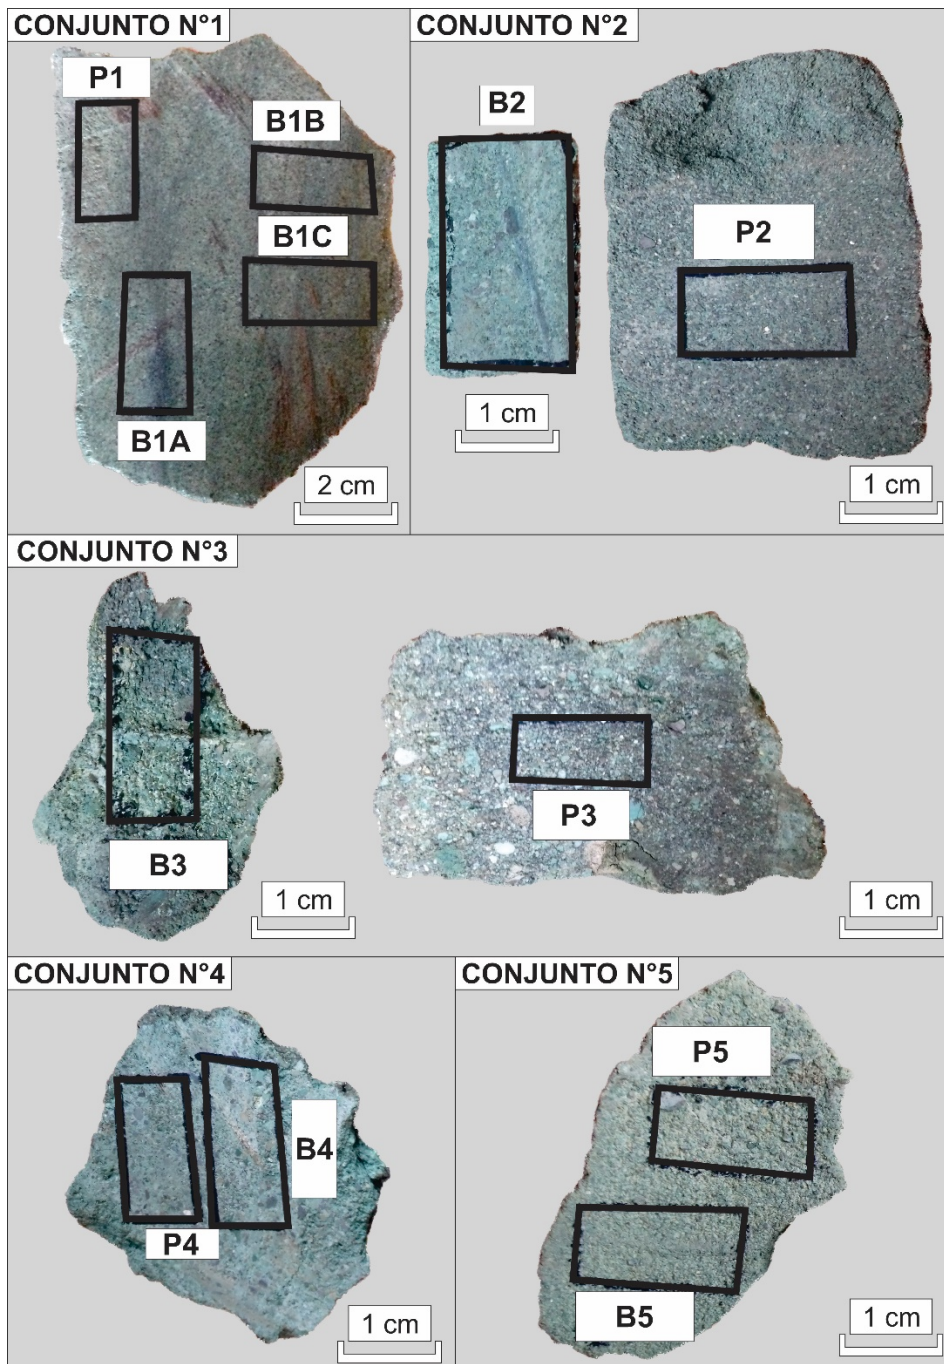 CONJUNTO N°1
P1
B1B
B1C
B1A
2 cm
CONJUNTO N°2
B2
P2
1 cm
1 cm
CONJUNTO N°3
B3
P3
1 cm
1 cm
CONJUNTO N°4
P4
B4
1 cm
CONJUNTO N°5
P5
B5
1 cm